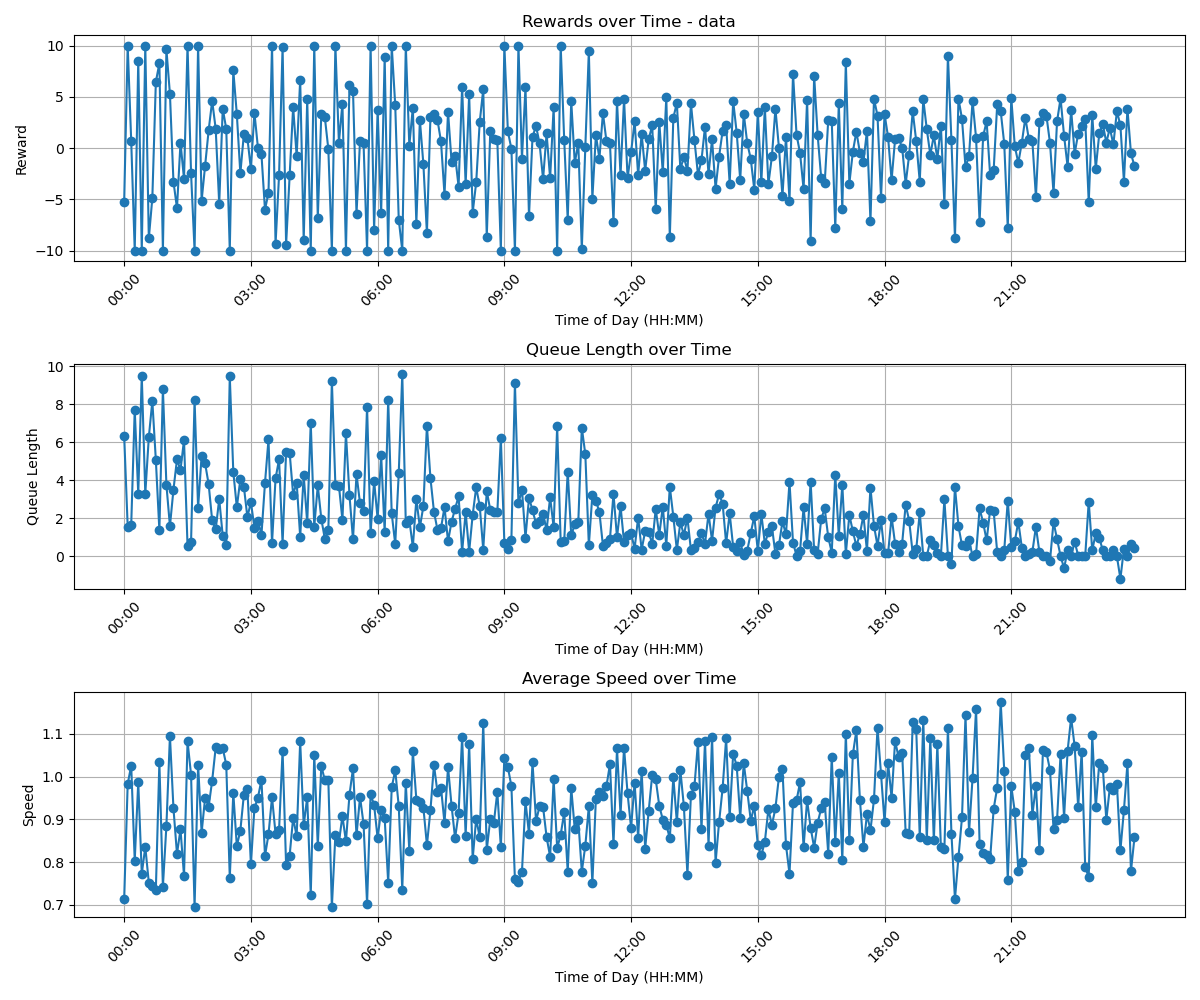 Rewards over Time - data
10
5
0
−5
−10
Reward
00:00 03:00 06:00 09:00 12:00 15:00 18:00 21:00
Time of Day (HH:MM)
Queue Length over Time
10
8
6
4
2
0
Queue Length
00:00 03:00 06:00 09:00 12:00 15:00 18:00 21:00
Time of Day (HH:MM)
Average Speed over Time
1.1
1.0
0.9
0.8
0.7
Speed
00:00 03:00 06:00 09:00 12:00 15:00 18:00 21:00
Time of Day (HH:MM)